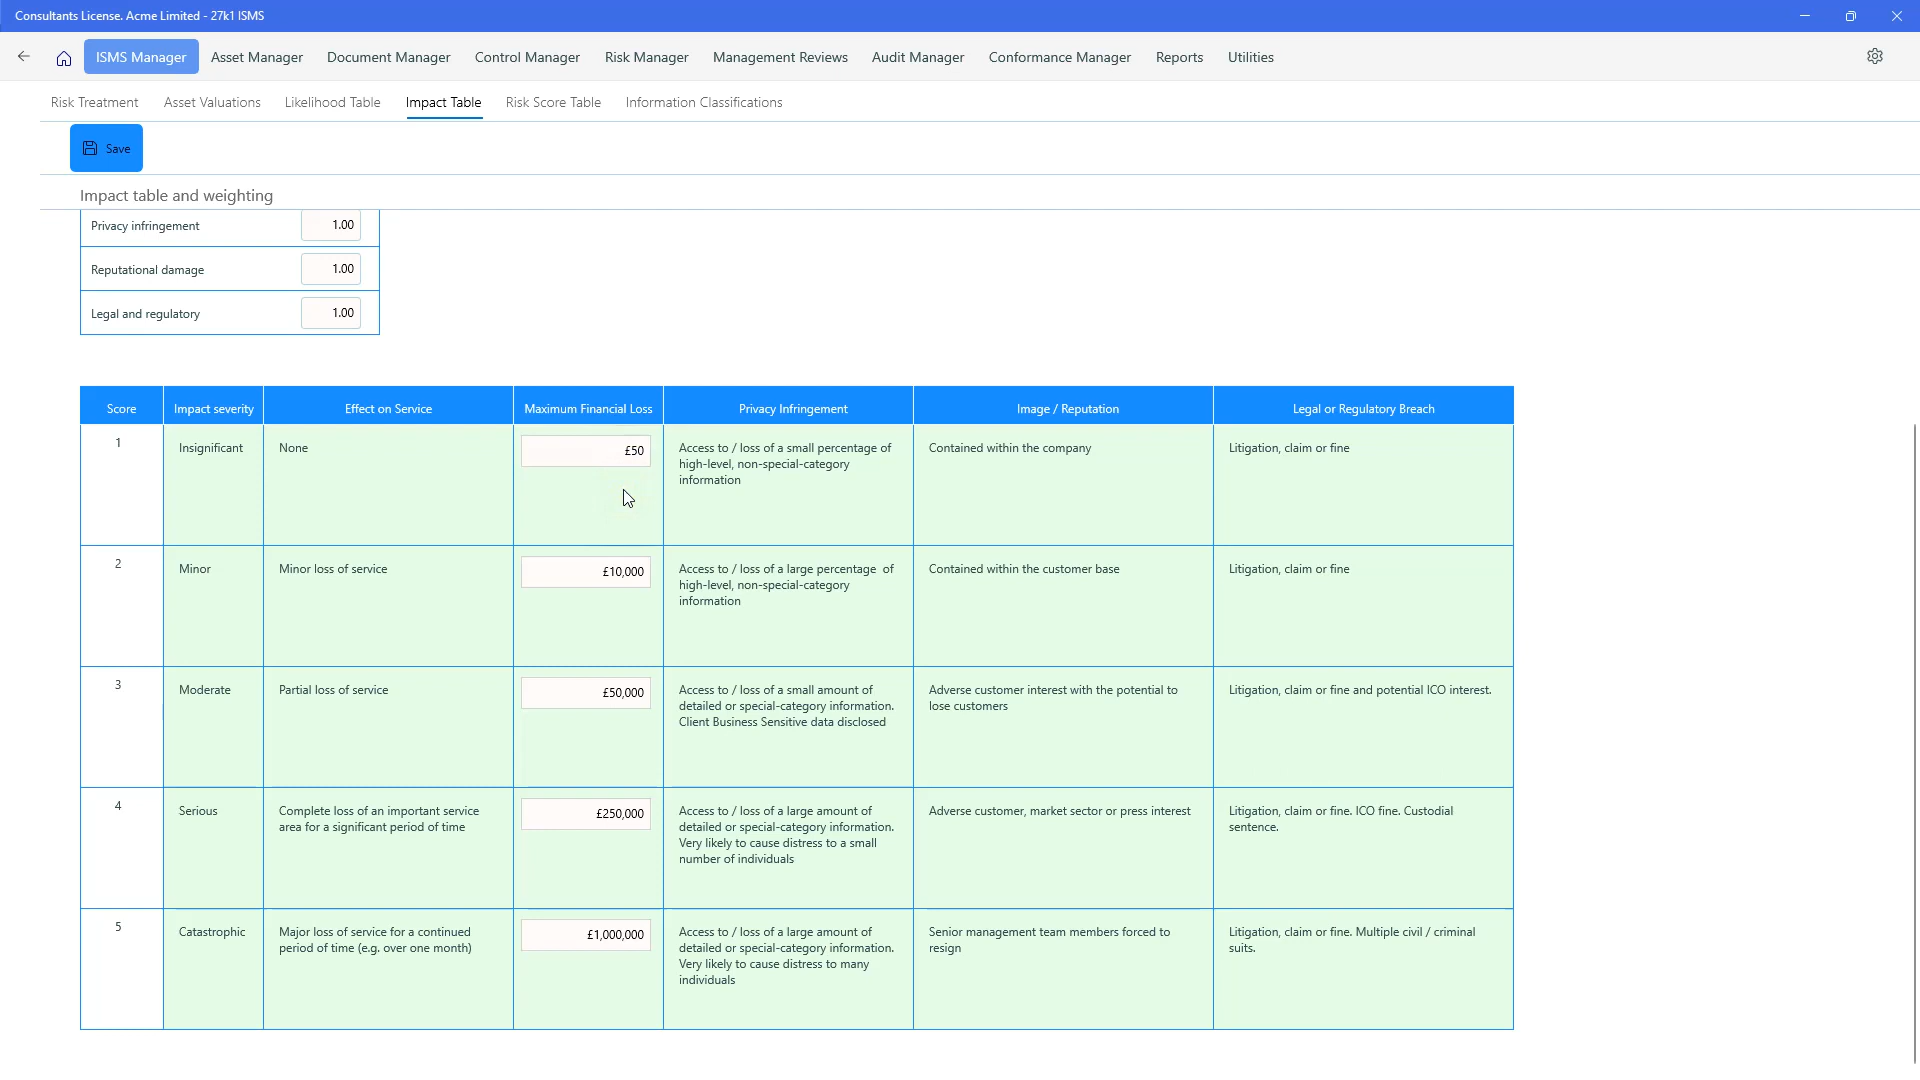 Consultants License. Acme Limited - 27k1 ISMS
ISMS Manager
Asset Manager
Document Manager
Control Manager
Risk Manager
Management Reviews
Audit Manager
Conformance Manager
Reports
Utilities
Risk Treatment
Asset Valuations
Likelihood Table
Impact Table
Risk Score Table
Information Classifications
Save
Impact table and weighting
Privacy infringement 1.00
Reputational damage 1.00
Legal and regulatory 1.00
Score
Impact severity
Effect on Service
Maximum Financial Loss
Privacy Infringement
Image / Reputation
Legal or Regulatory Breach
1
Insignificant
None
£50
Access to / loss of a small percentage of
high-level, non-special-category
information
Contained within the company
Litigation, claim or fine
2
Minor
Minor loss of service
£10,000
Access to / loss of a large percentage  of
high-level, non-special-category
information
Contained within the customer base
Litigation, claim or fine
3
Moderate
Partial loss of service
£50,000
Access to / loss of a small amount of
detailed or special-category information.
Client Business Sensitive data disclosed
Adverse customer interest with the potential to
lose customers
Litigation, claim or fine and potential ICO interest.
4
Serious
Complete loss of an important service
area for a significant period of time
£250,000
Access to / loss of a large amount of
detailed or special-category information.
Very likely to cause distress to a small
number of individuals
Adverse customer, market sector or press interest
Litigation, claim or fine. ICO fine. Custodial
sentence.
5
Catastrophic
Major loss of service for a continued
period of time (e.g. over one month)
£1,000,000
Access to / loss of a large amount of
detailed or special-category information.
Very likely to cause distress to many
individuals
Senior management team members forced to
resign
Litigation, claim or fine. Multiple civil / criminal
suits.